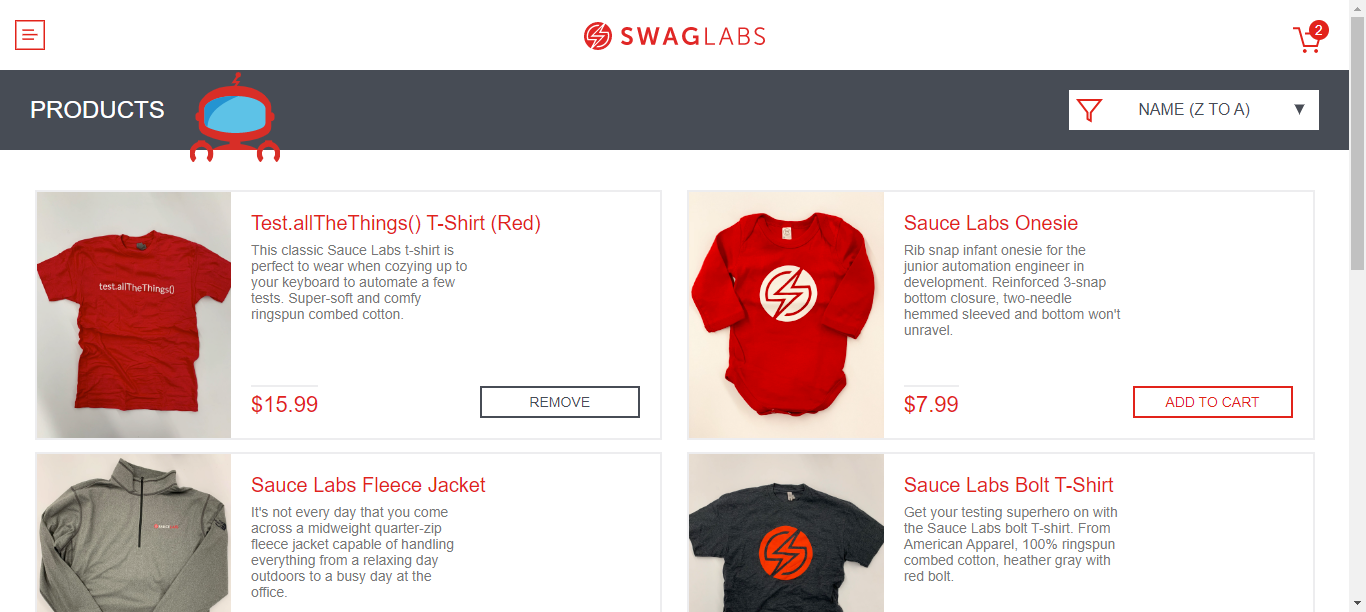 SWAGLABS
2
PRODUCTS
NAME (Z TO A)
test.allTheThings()
Test.allTheThings() T-Shirt (Red)
This classic Sauce Labs t-shirt is
perfect to wear when cozying up to
your keyboard to automate a few
tests. Super-soft and comfy
ringspun combed cotton.
$15.99
REMOVE
Sauce Labs Onesie
Rib snap infant onesie for the
junior automation engineer in
development. Reinforced 3-snap
bottom closure, two-needle
hemmed sleeved and bottom won't
unravel.
$7.99
ADD TO CART
Sauce Labs Fleece Jacket
It's not every day that you come
across a midweight quarter-zip
fleece jacket capable of handling
everything from a relaxing day
outdoors to a busy day at the
office.
Sauce Labs Bolt T-Shirt
Get your testing superhero on with
the Sauce Labs bolt T-shirt. From
American Apparel, 100% ringspun
combed cotton, heather gray with
red bolt.